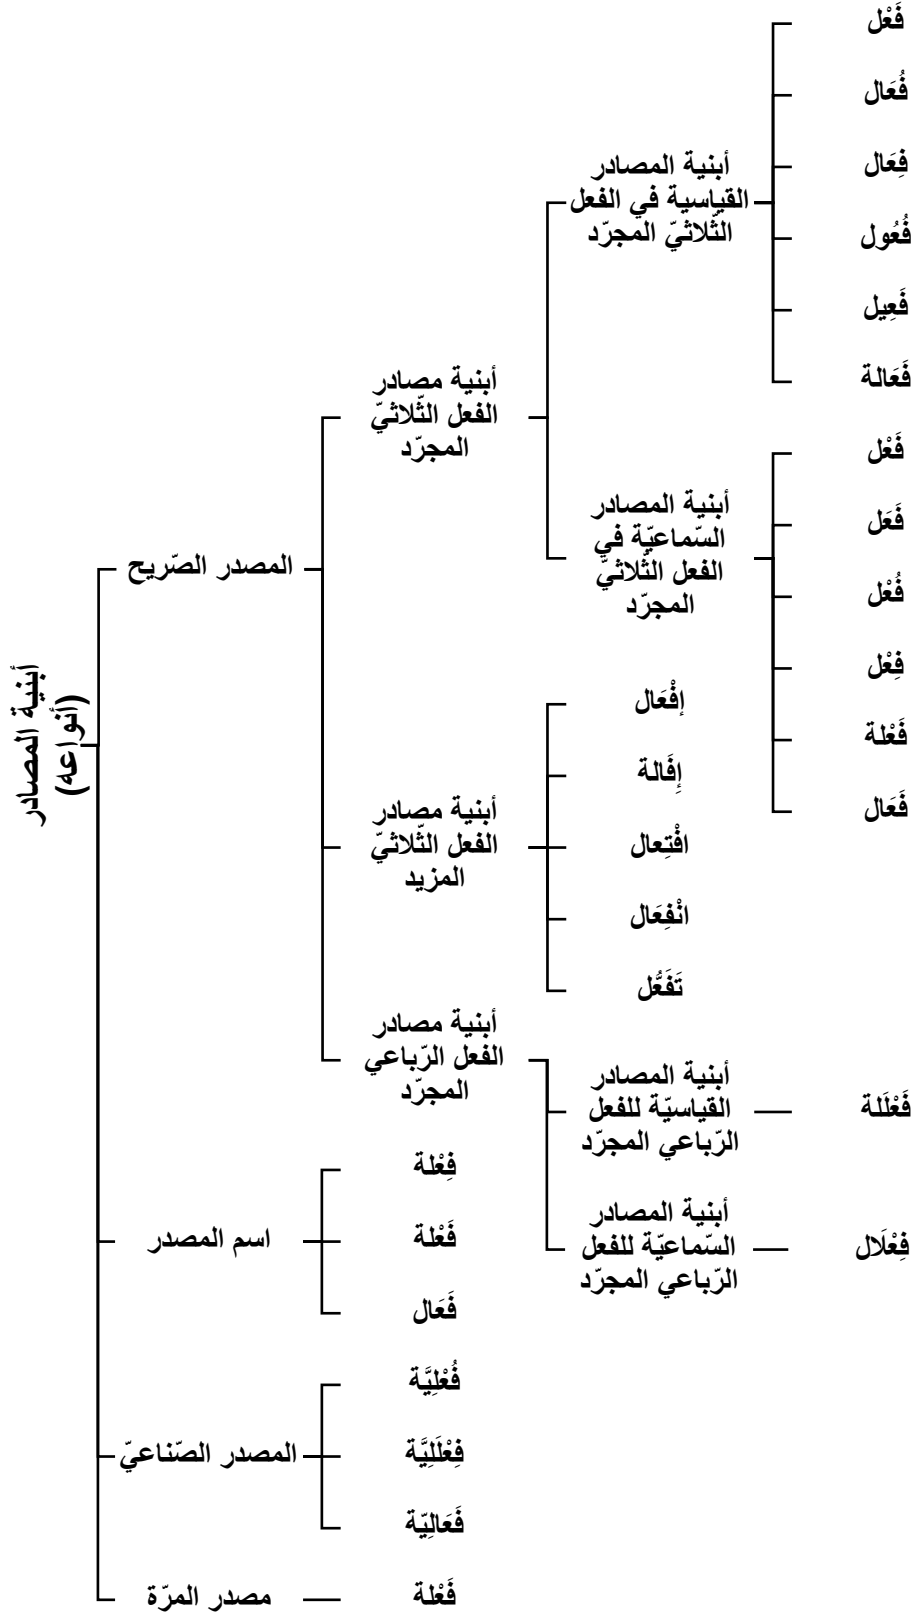 أبنية المصادر
(أنواعه)
المصدر الصّريح
أبنية مصادر
الفعل الثّلاثيّ
المجرّد
أبنية المصادر
القياسية في الفعل
الثّلاثيّ المجرّد
فَعْل
فُعَال
فِعَال
فُعُول
فَعِيل
فَعَالة
أبنية المصادر
السّماعيّة في
الفعل الثّلاثيّ
المجرّد
فَعْل
فَعَل
فُعْل
فِعْل
فَعْلة
فَعَال
أبنية مصادر
الفعل الثّلاثيّ
المزيد
إفْعَال
إِفَالة
افْتِعال
انْفِعَال
تَفَعُّل
أبنية مصادر
الفعل الرّباعي
المجرّد
أبنية المصادر
القياسيّة للفعل
الرّباعي المجرّد
فَعْلَلة
أبنية المصادر
السّماعيّة للفعل
الرّباعي المجرّد
فِعْلَال
اسم المصدر
فِعْلة
فَعْلة
فَعَال
المصدر الصّناعيّ
فُعْلِيَّة
فِعْلَلِيَّة
فَعَالِيّة
مصدر المرّة
فَعْلة